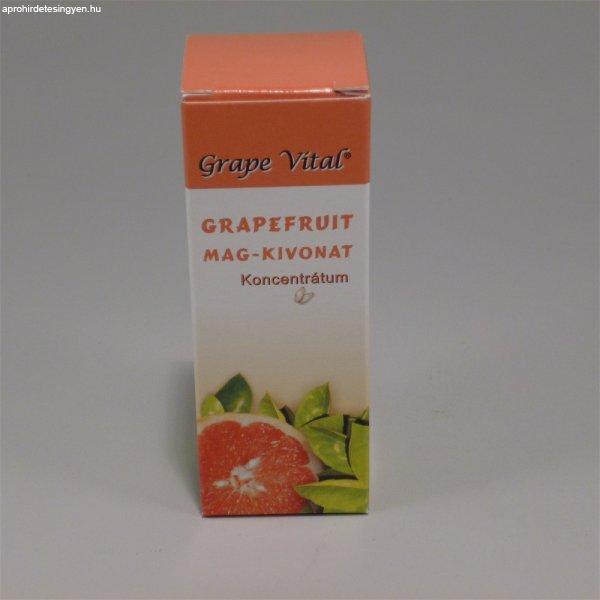 aprohirdetesingyen.hu
Grape Vital®
GRAPEFRUIT
MAG-KIVONAT
Koncentrátum